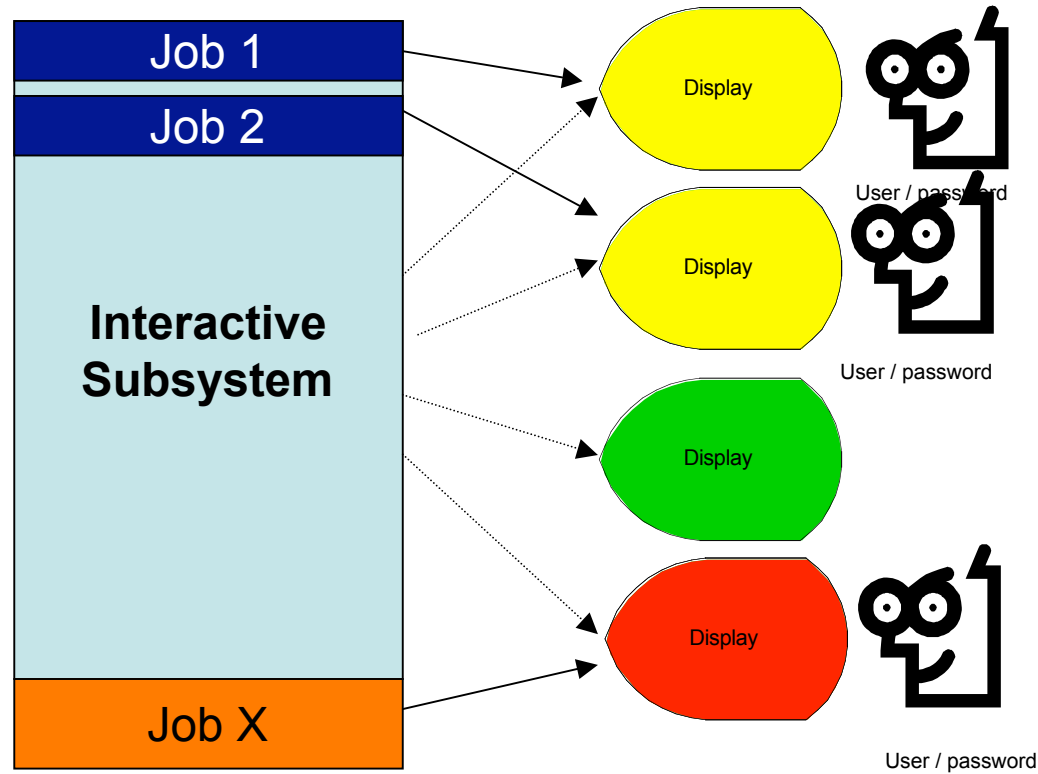 Job 1
Job 2
Interactive
Subsystem
Job X
Display
User / password
Display
User / password
Display
Display
User / password